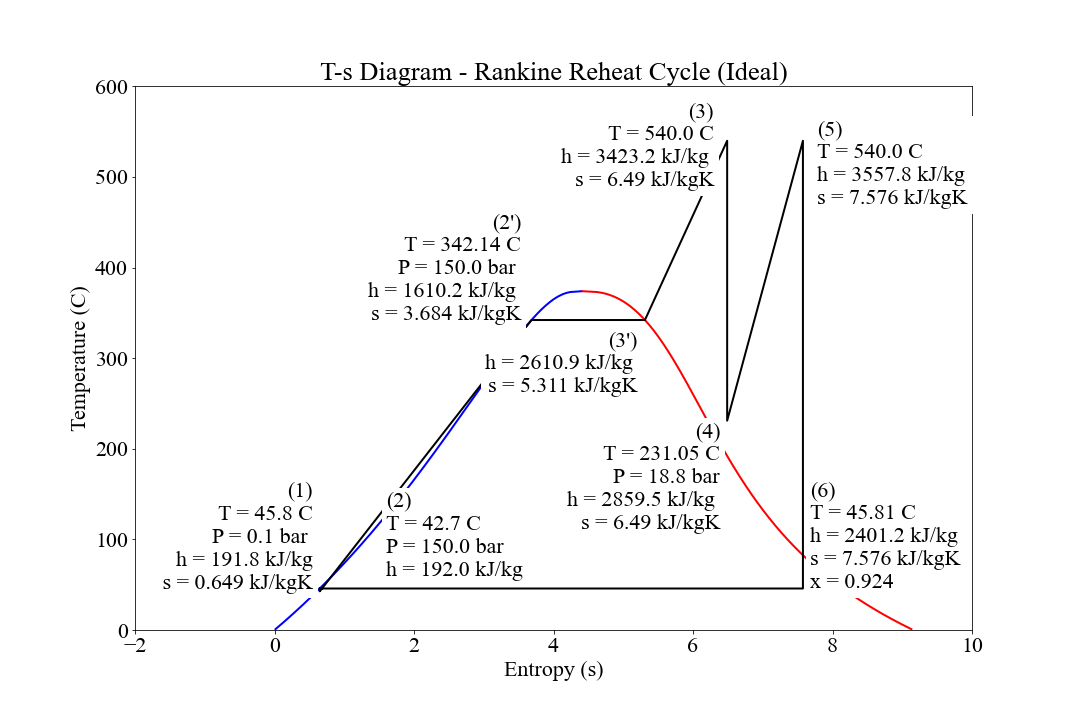 T-s Diagram - Rankine Reheat Cycle (Ideal)
600
500
400
300
200
100
0
Temperature (C)
(3)
T = 540.0 C
h = 3423.2 kJ/kg
s = 6.49 kJ/kgK
(5)
T = 540.0 C
h = 3557.8 kJ/kg
s = 7.576 kJ/kgK
(2')
T = 342.14 C
P = 150.0 bar
h = 1610.2 kJ/kg
s = 3.684 kJ/kgK
(3')
h = 2610.9 kJ/kg
s = 5.311 kJ/kgK
(4)
T = 231.05 C
P = 18.8 bar
h = 2859.5 kJ/kg
s = 6.49 kJ/kgK
(1)
T = 45.8 C
P = 0.1 bar
h = 191.8 kJ/kg
s = 0.649 kJ/kgK
(2)
T = 42.7 C
P = 150.0 bar
h = 192.0 kJ/kg
(6)
T = 45.81 C
h = 2401.2 kJ/kg
s = 7.576 kJ/kgK
x = 0.924
−2 0 2 4 6 8 10
Entropy (s)